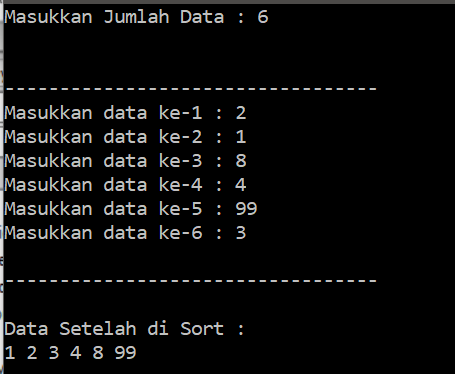 Masukkan Jumlah Data : 6
----------------------------------
Masukkan data ke-1 : 2
Masukkan data ke-2 : 1
Masukkan data ke-3 : 8
Masukkan data ke-4 : 4
Masukkan data ke-5 : 99
Masukkan data ke-6 : 3
----------------------------------
Data Setelah di Sort :
1 2 3 4 8 99